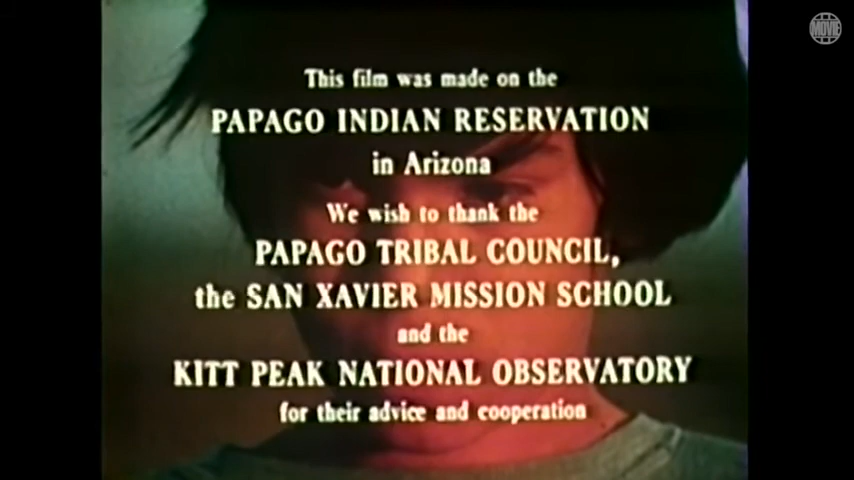 MOVIE
This film was made on the
PAPAGO INDIAN RESERVATION
in Arizona
We wish to thank the
PAPAGO TRIBAL COUNCIL,
the SAN XAVIER MISSION SCHOOL
and the
KITT PEAK NATIONAL OBSERVATORY
for their advice and cooperation